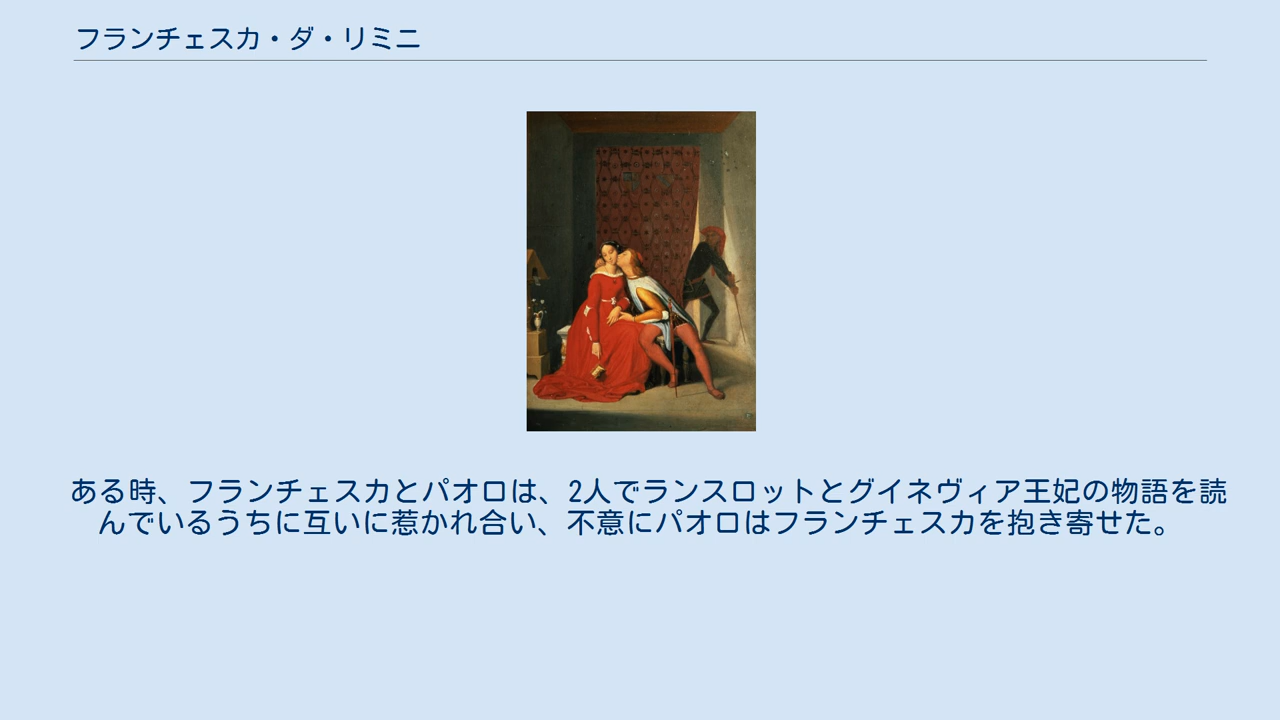 フランチェスカ・ダ・リミニ
ある時、フランチェスカとパオロは、2人でランスロットとグイネヴィア王妃の物語を読
んでいるうちに互いに惹かれ合い、不意にパオロはフランチェスカを抱き寄せた。